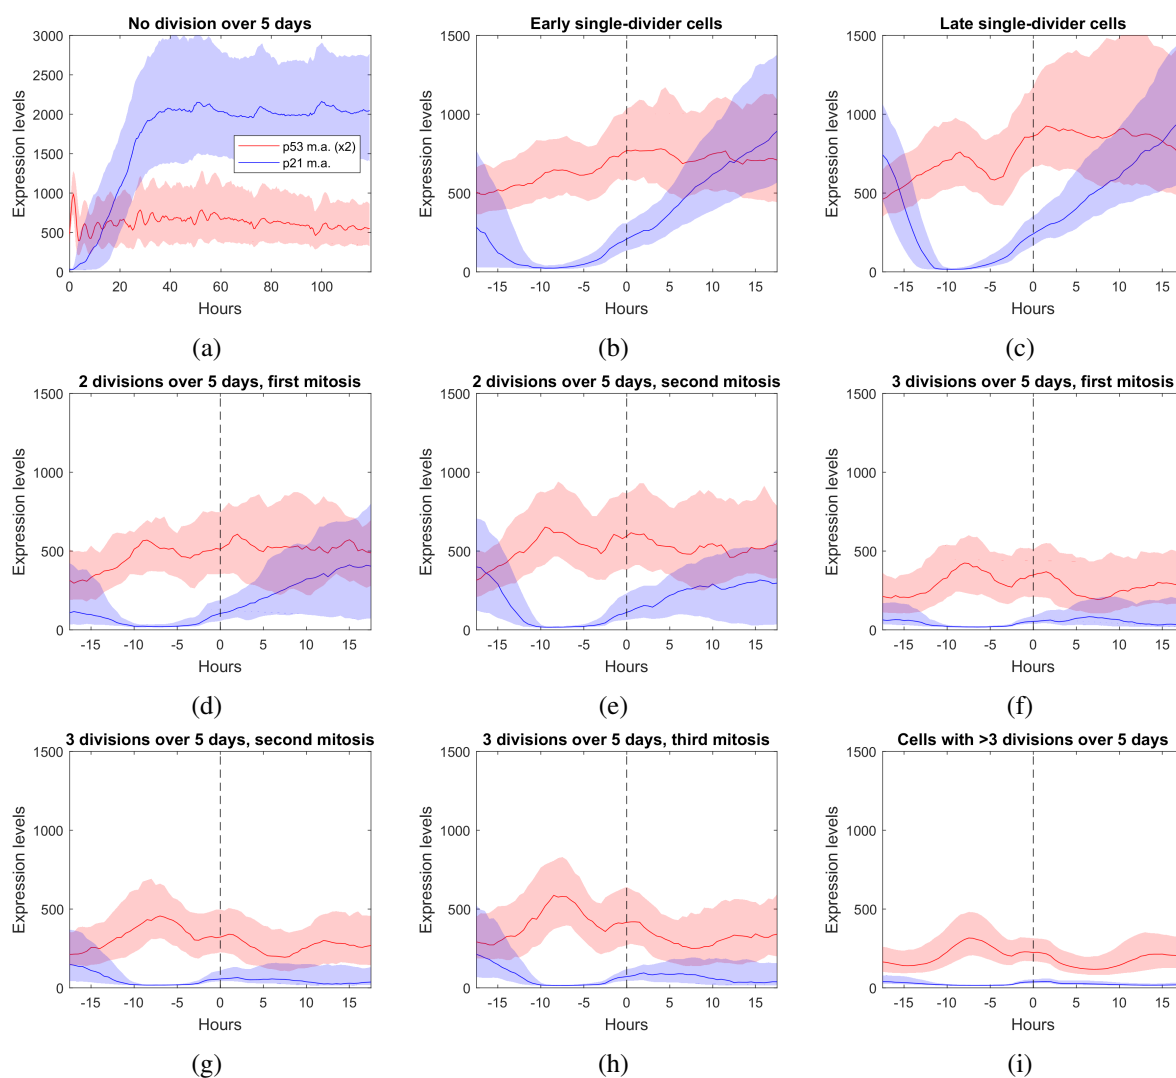 No division over 5 days
Expression levels
3000
2500
2000
1500
1000
500
0
p53 m.a. (x2)
p21 m.a.
0 20 40 60 80 100
Hours
(a)
Early single-divider cells
Expression levels
1500
1000
500
0
-15 -10 -5 0 5 10 15
Hours
(b)
Late single-divider cells
Expression levels
1500
1000
500
0
-15 -10 -5 0 5 10 15
Hours
(c)
2 divisions over 5 days, first mitosis
Expression levels
1500
1000
500
0
-15 -10 -5 0 5 10 15
Hours
(d)
2 divisions over 5 days, second mitosis
Expression levels
1500
1000
500
0
-15 -10 -5 0 5 10 15
Hours
(e)
3 divisions over 5 days, first mitosis
Expression levels
1500
1000
500
0
-15 -10 -5 0 5 10 15
Hours
(f)
3 divisions over 5 days, second mitosis
Expression levels
1500
1000
500
0
-15 -10 -5 0 5 10 15
Hours
(g)
3 divisions over 5 days, third mitosis
Expression levels
1500
1000
500
0
-15 -10 -5 0 5 10 15
Hours
(h)
Cells with >3 divisions over 5 days
Expression levels
1500
1000
500
0
-15 -10 -5 0 5 10 15
Hours
(i)